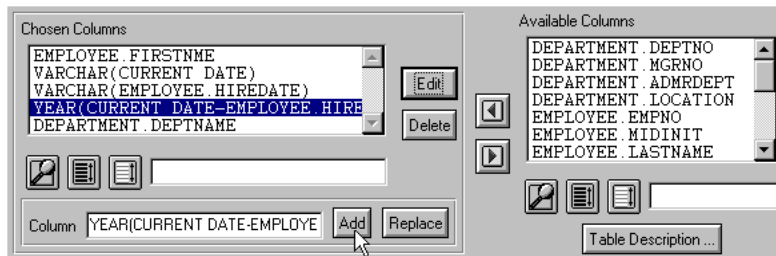 Chosen Columns
EMPLOYEE.FIRSTNME
VARCHAR(CURRENT DATE)
VARCHAR(EMPLOYEE.HIREDATE)
YEAR(CURRENT DATE-EMPLOYEE.HIRE
DEPARTMENT.DEPTNAME
Edit
Delete
Column YEAR(CURRENT DATE-EMPLOYE Add Replace
Available Columns
DEPARTMENT.DEPTNO
DEPARTMENT.MGRNO
DEPARTMENT.ADMRDEPT
DEPARTMENT.LOCATION
EMPLOYEE.EMPNO
EMPLOYEE.MIDINIT
EMPLOYEE.LASTNAME
Table Description ...